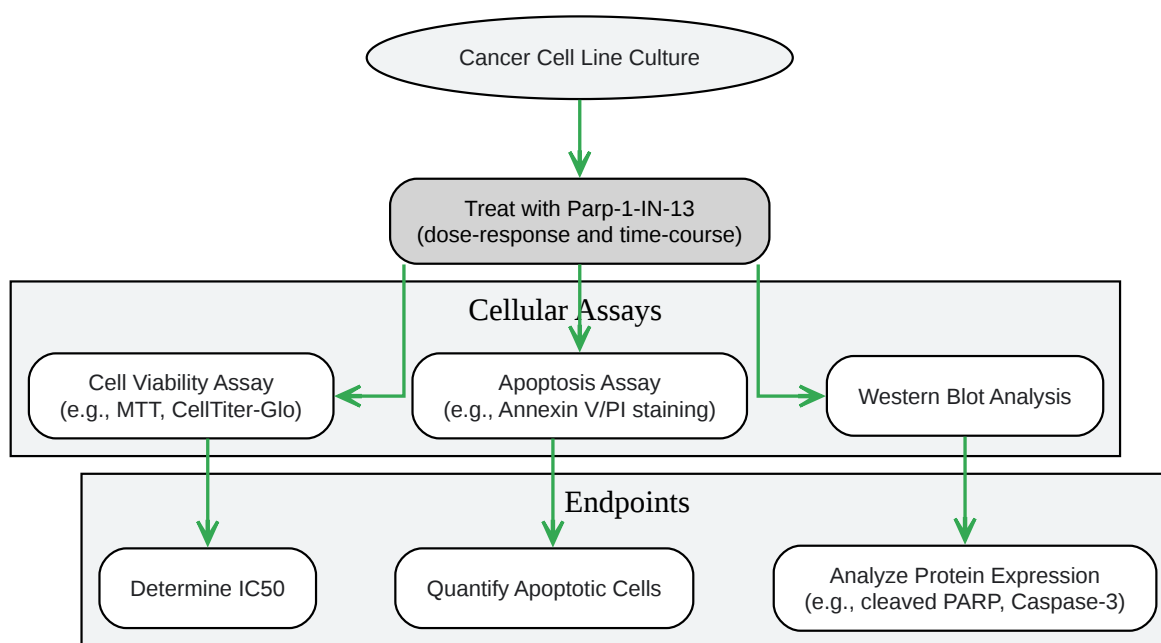 Cancer Cell Line Culture
Treat with Parp-1-IN-13
(dose-response and time-course)
Cellular Assays
Cell Viability Assay
(e.g., MTT, CellTiter-Glo)
Apoptosis Assay
(e.g., Annexin V/PI staining)
Western Blot Analysis
Endpoints
Determine IC50
Quantify Apoptotic Cells
Analyze Protein Expression
(e.g., cleaved PARP, Caspase-3)